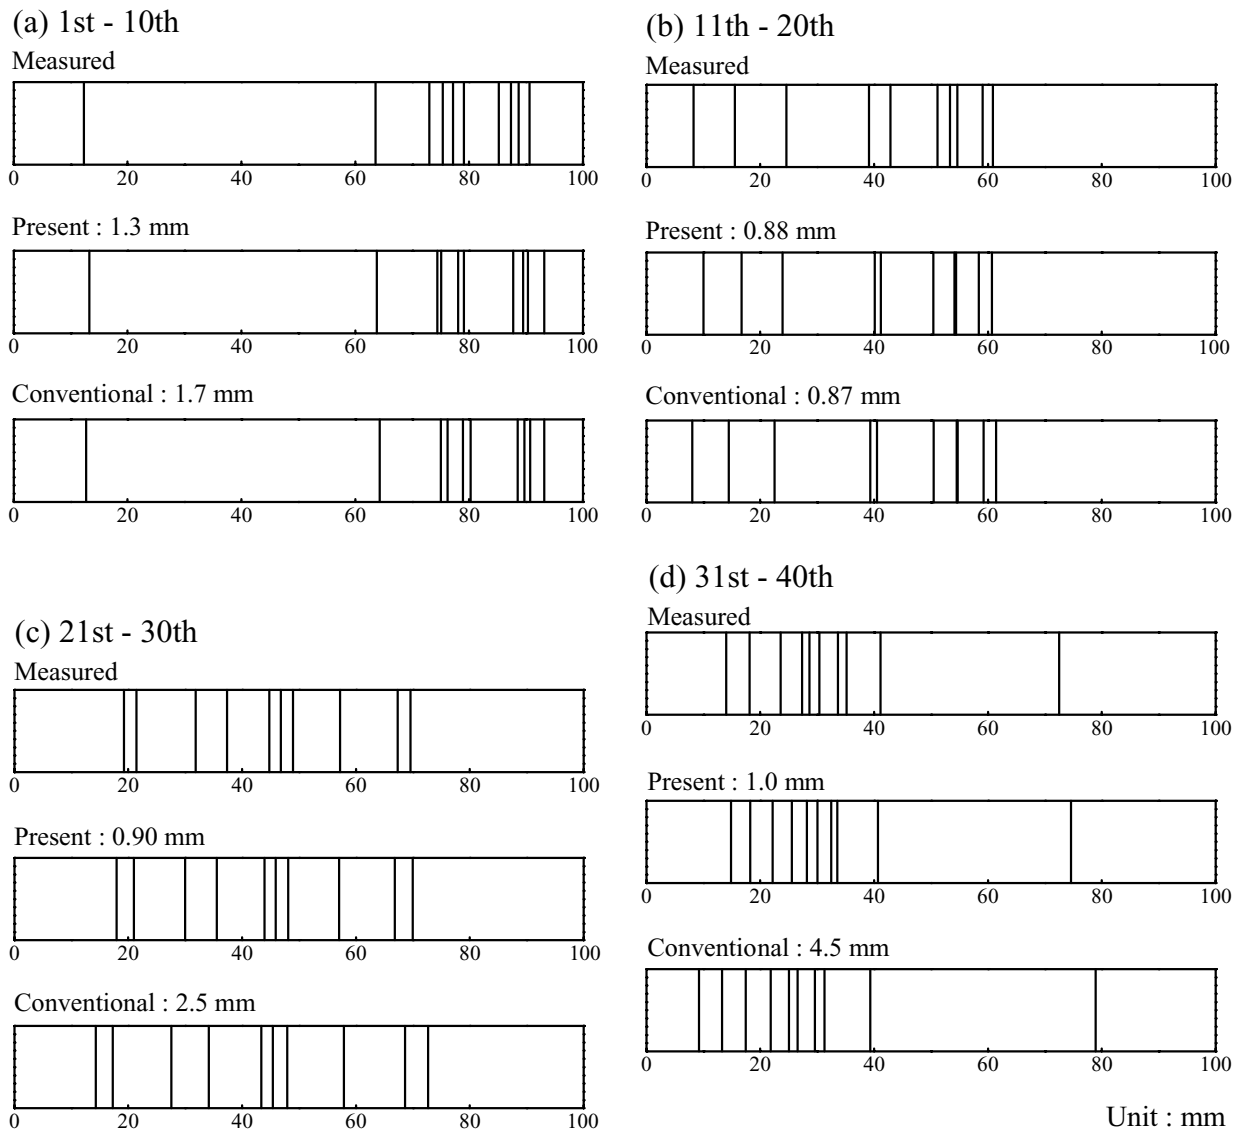 (a) 1st - 10th
Measured
0 20 40 60 80 100
Present : 1.3 mm
0 20 40 60 80 100
Conventional : 1.7 mm
0 20 40 60 80 100
(b) 11th - 20th
Measured
0 20 40 60 80 100
Present : 0.88 mm
0 20 40 60 80 100
Conventional : 0.87 mm
0 20 40 60 80 100
(c) 21st - 30th
Measured
0 20 40 60 80 100
Present : 0.90 mm
0 20 40 60 80 100
Conventional : 2.5 mm
0 20 40 60 80 100
(d) 31st - 40th
Measured
0 20 40 60 80 100
Present : 1.0 mm
0 20 40 60 80 100
Conventional : 4.5 mm
0 20 40 60 80 100
Unit : mm